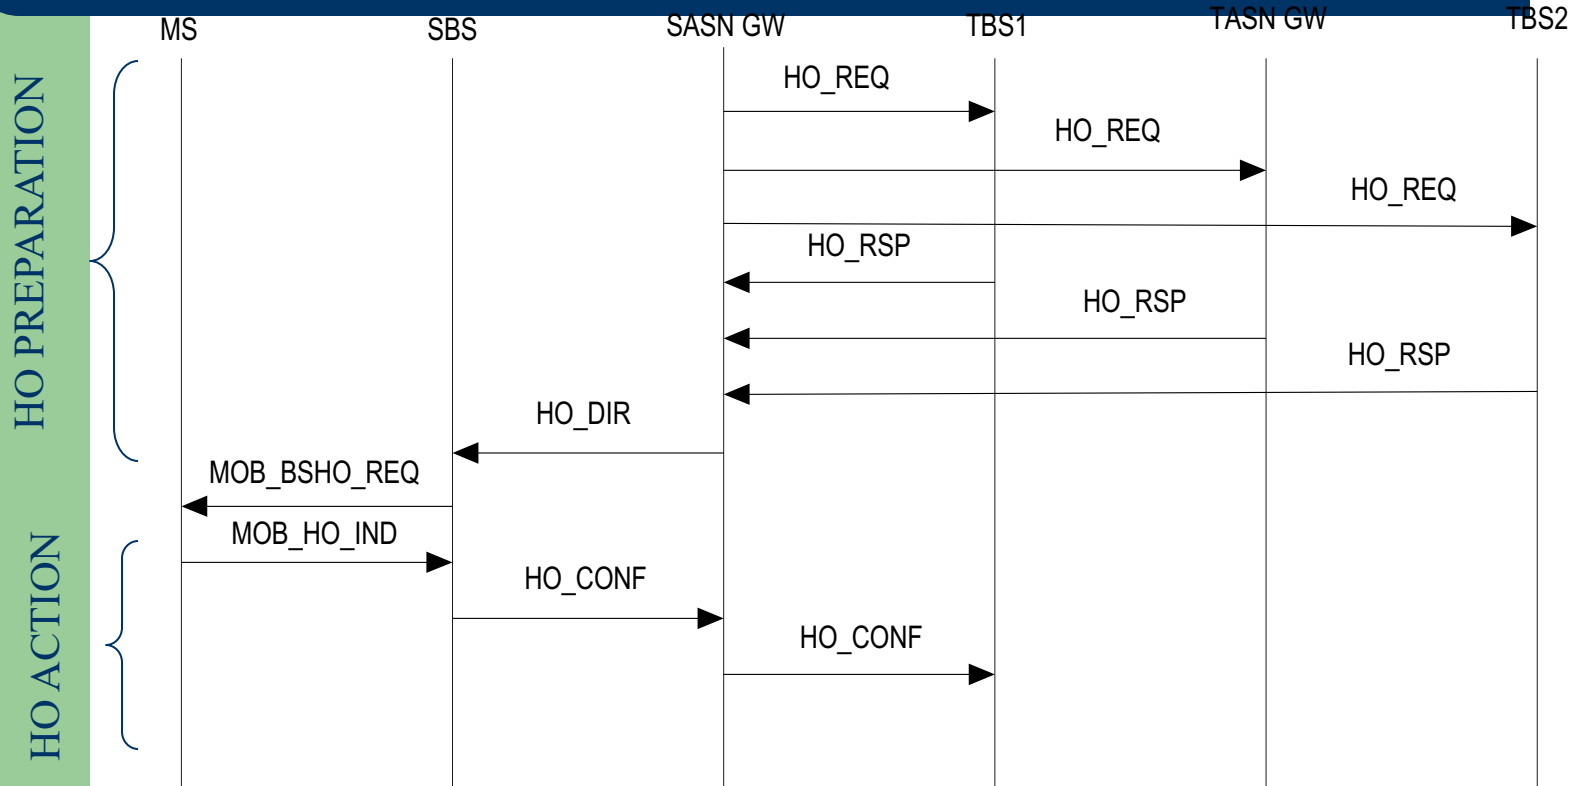 MS
SBS
SASN GW
TBS1
TASN GW
TBS2
HO PREPARATION
HO_REQ
HO_REQ
HO_REQ
HO_RSP
HO_RSP
HO_RSP
HO_DIR
MOB_BSHO_REQ
HO ACTION
MOB_HO_IND
HO_CONF
HO_CONF